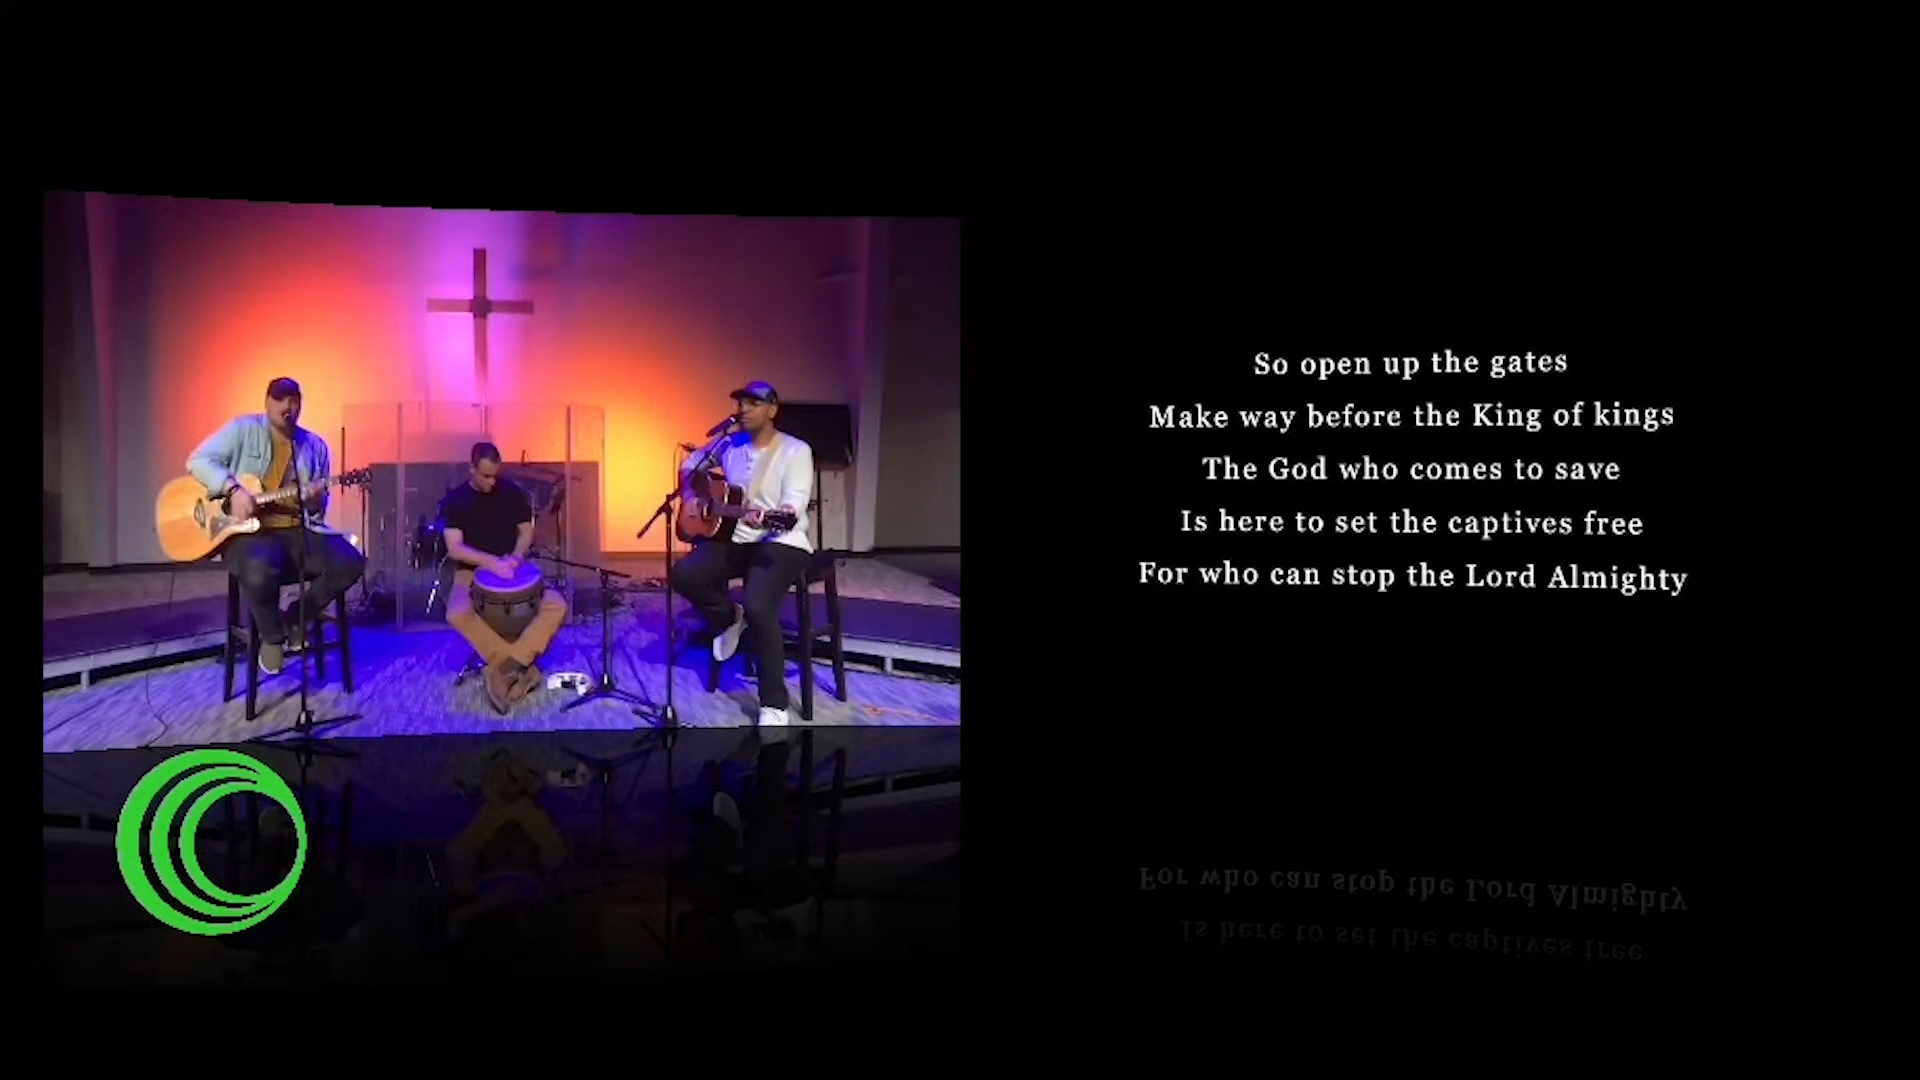 So open up the gates
Make way before the King of kings
The God who comes to save
Is here to set the captives free
For who can stop the Lord Almighty